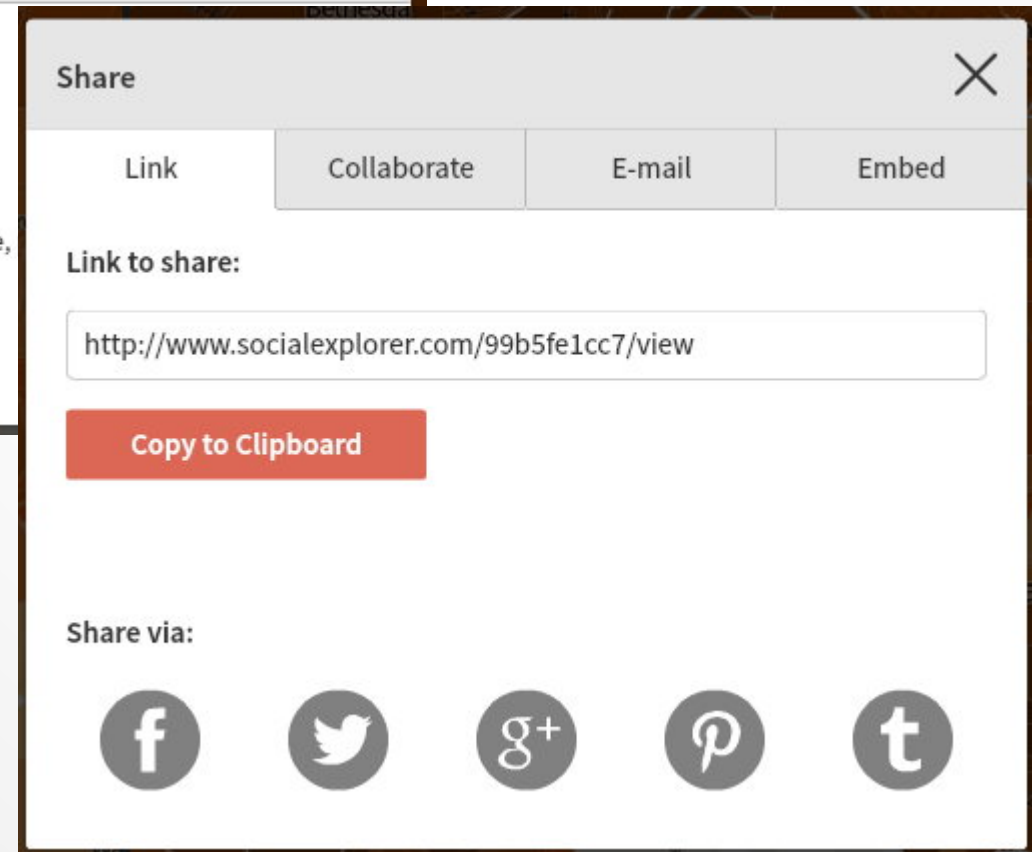 Bethesda
Share
Link
Collaborate
E-mail
Embed
e,
Link to share:
http://www.socialexplorer.com/99b5fe1cc7/view
Copy to Clipboard
Share via:
f
g+
p
t